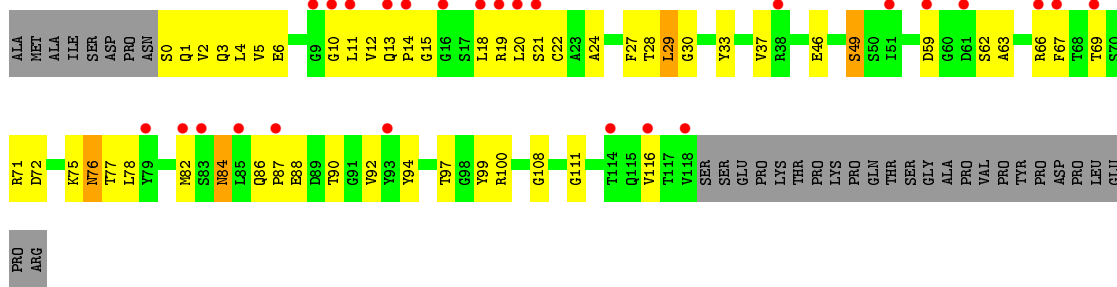 ALA MET ALA ILE SER ASP PRO ASN S0 Q1 V2 Q3 L4 V5 E6 G9 G10 L11 V12 Q13 P14 G15 G16 S17 L18 R19 L20 S21 C22 A23 A24 F27 T28 L29 G30 Y33 V37 R38 E46 S49 S50 I51 D59 G60 D61 S62 A63 R66 F67 T68 T69 S70
R71 D72 K75 N76 T77 L78 Y79 M82 S83 N84 L85 Q86 P87 E88 D89 T90 G91 V92 Y93 Y94 T97 G98 Y99 R100 G108 G111 T114 Q115 V116 T117 V118 SER SER GLU PRO LYS THR PRO LYS PRO GLN THR SER GLY ALA PRO VAL PRO TYR PRO ASP PRO LEU GLU
PRO ARG